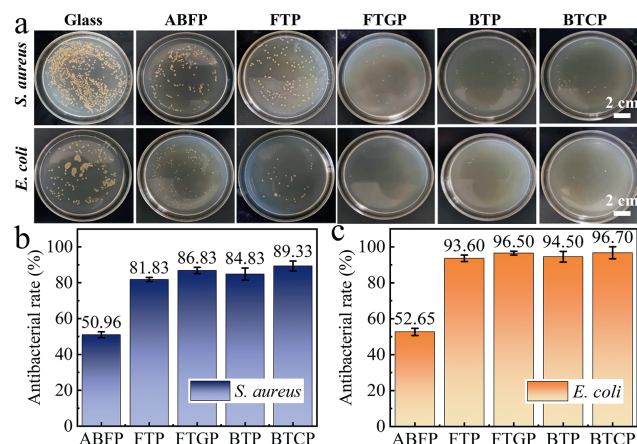 a
Glass ABFP FTP FTGP BTP BTCP
S. aureus
2 cm
E. coli
2 cm
b
Antibacterial rate (%)
100
80
60
40
20
0
50.96
81.83
86.83
84.83
89.33
S. aureus
ABFP FTP FTGP BTP BTCP
c
Antibacterial rate (%)
100
80
60
40
20
0
52.65
93.60
96.50
94.50
96.70
E. coli
ABFP FTP FTGP BTP BTCP